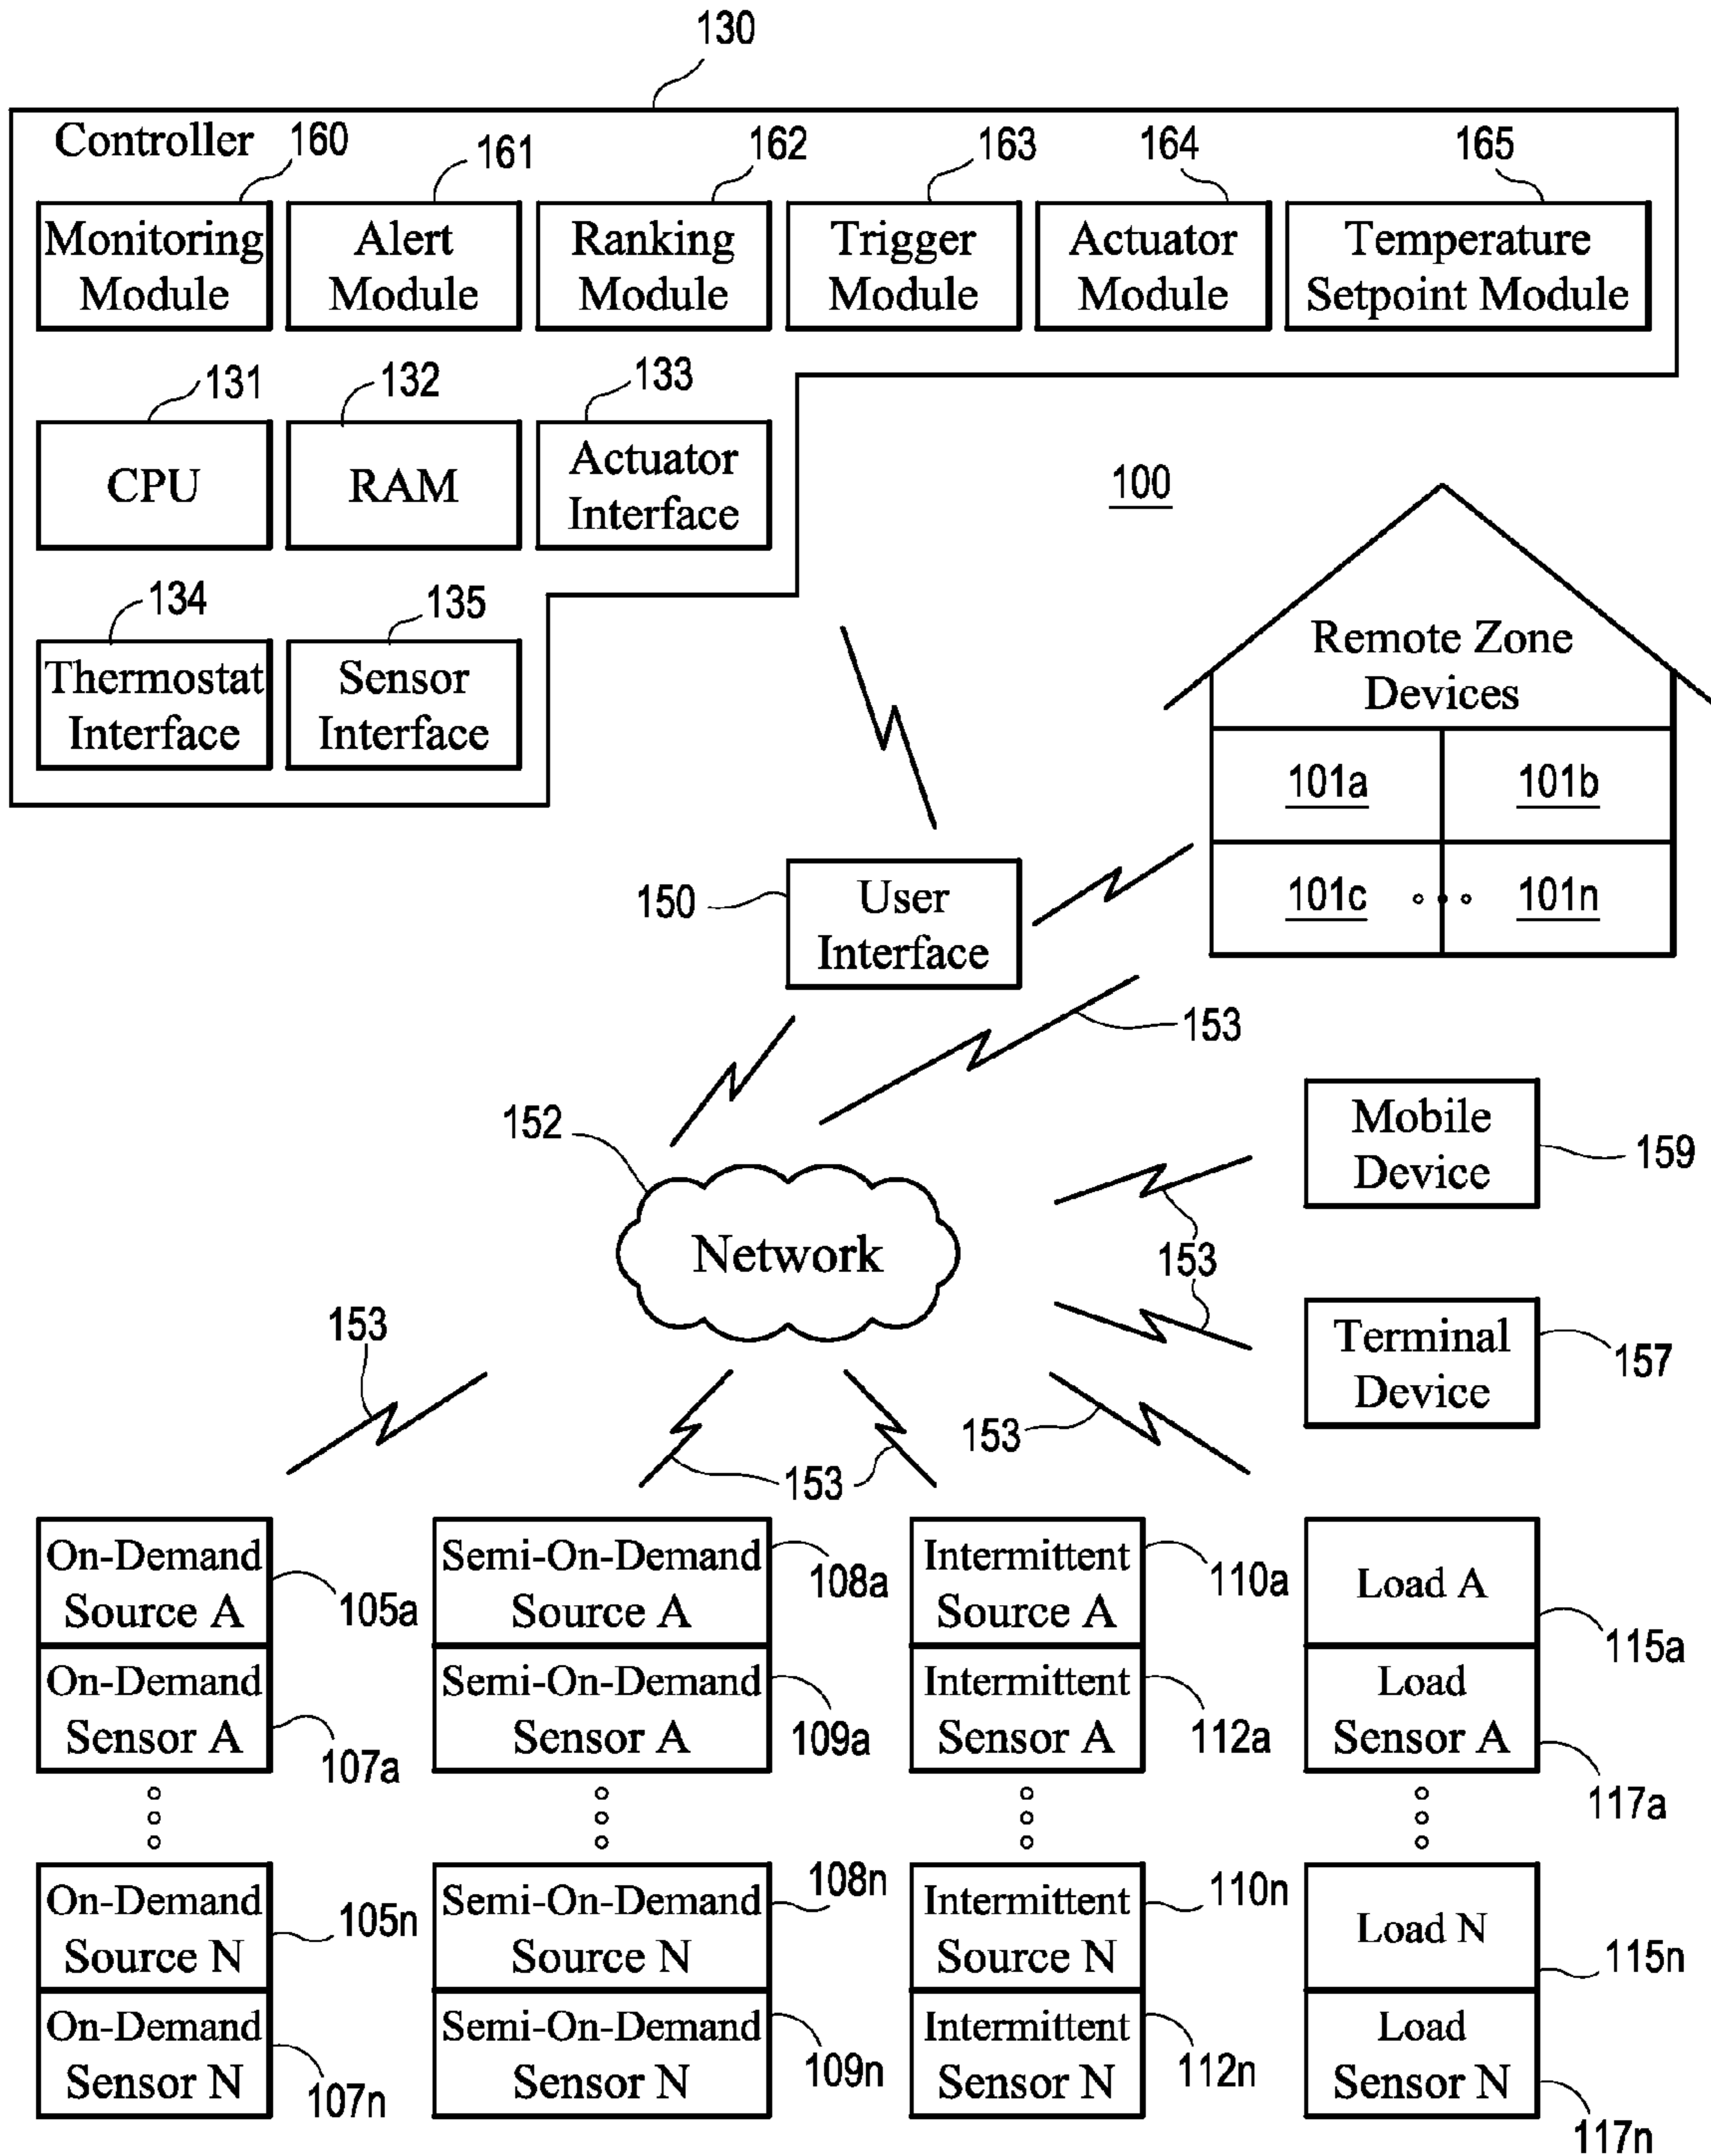 130
Controller
160
161
162
163
164
165
Monitoring
Module
Alert
Module
Ranking
Module
Trigger
Module
Actuator
Module
Temperature
Setpoint Module
131
132
133
CPU
RAM
Actuator
Interface
134
135
Thermostat
Interface
Sensor
Interface
100
Remote Zone
Devices
101a
101b
101c
101n
150
User
Interface
153
152
Network
Mobile
Device
159
153
Terminal
Device
157
153
153
153
On-Demand
Source A
105a
On-Demand
Sensor A
107a
Semi-On-Demand
Source A
108a
Semi-On-Demand
Sensor A
109a
Intermittent
Source A
110a
Intermittent
Sensor A
112a
Load A
115a
Load
Sensor A
117a
On-Demand
Source N
105n
On-Demand
Sensor N
107n
Semi-On-Demand
Source N
108n
Semi-On-Demand
Sensor N
109n
Intermittent
Source N
110n
Intermittent
Sensor N
112n
Load N
115n
Load
Sensor N
117n